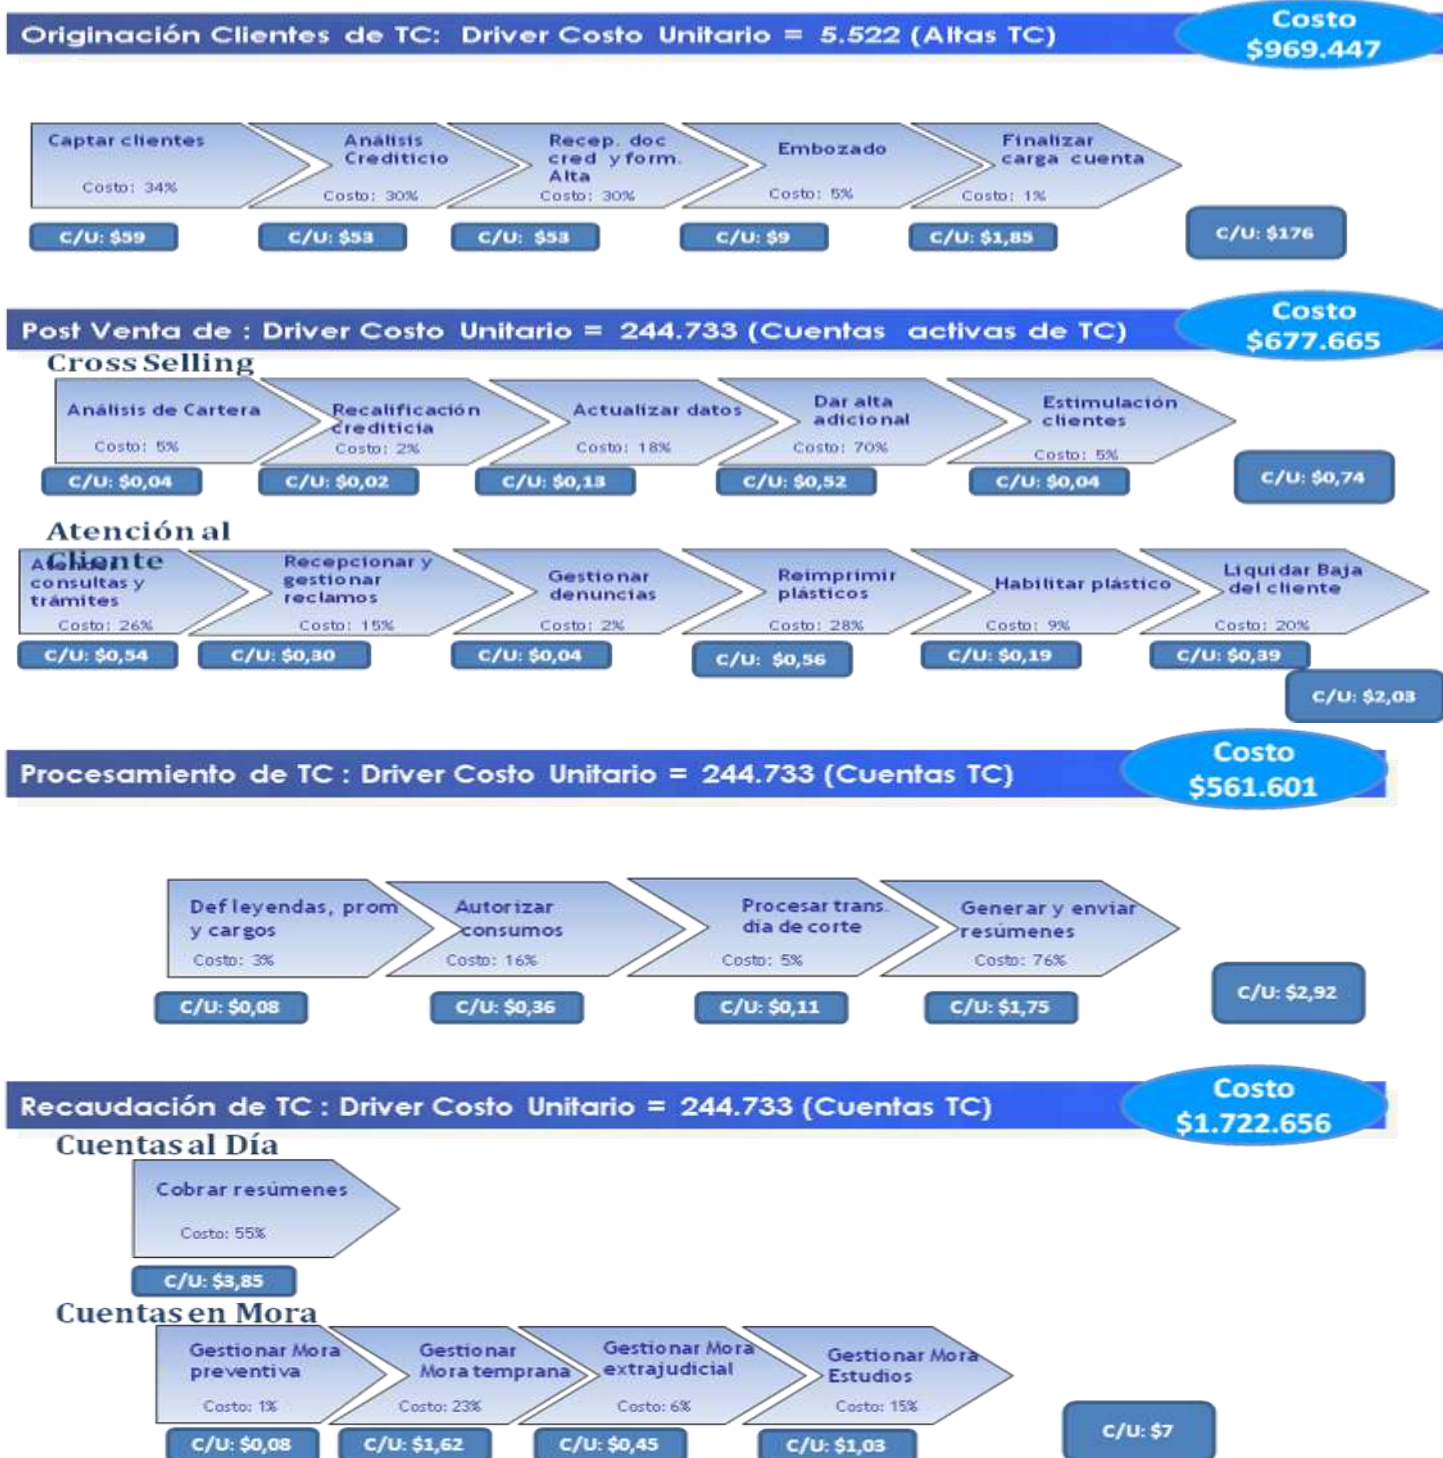 Originación Clientes de TC: Driver Costo Unitario = 5.522 (Altas TC)
Costo
$969.447
Captar clientes
Costo: 34%
Análisis
Crediticio
Costo: 30%
Recep. doc
cred y form.
Alta
Costo: 30%
Embozado
Costo: 5%
Finalizar
carga cuenta
Costo: 1%
C/U: $59
C/U: $53
C/U: $53
C/U: $9
C/U: $1,85
C/U: $176
Post Venta de : Driver Costo Unitario = 244.733 (Cuentas activas de TC)
Costo
$677.665
Cross Selling
Análisis de Cartera
Costo: 5%
Recalificación
crediticia
Costo: 2%
Actualizar datos
Costo: 18%
Dar alta
adicional
Costo: 70%
Estimulación
clientes
Costo: 5%
C/U: $0,04
C/U: $0,02
C/U: $0,13
C/U: $0,52
C/U: $0,04
C/U: $0,74
Atención al
Cliente
Atender
consultas y
trámites
Costo: 26%
Recepcionar y
gestionar
reclamos
Costo: 15%
Gestionar
denuncias
Costo: 2%
Reimprimir
plásticos
Costo: 28%
Habilitar plástico
Costo: 9%
Liquidar Baja
del cliente
Costo: 20%
C/U: $0,54
C/U: $0,30
C/U: $0,04
C/U: $0,56
C/U: $0,19
C/U: $0,39
C/U: $2,03
Procesamiento de TC : Driver Costo Unitario = 244.733 (Cuentas TC)
Costo
$561.601
Def leyendas, prom
y cargos
Costo: 3%
Autorizar
consumos
Costo: 16%
Procesar trans.
día de corte
Costo: 5%
Generar y enviar
resúmenes
Costo: 76%
C/U: $0,08
C/U: $0,36
C/U: $0,11
C/U: $1,75
C/U: $2,92
Recaudación de TC : Driver Costo Unitario = 244.733 (Cuentas TC)
Costo
$1.722.656
Cuentas al Día
Cobrar resúmenes
Costo: 55%
C/U: $3,85
Cuentas en Mora
Gestionar Mora
preventiva
Costo: 1%
Gestionar
Mora temprana
Costo: 23%
Gestionar Mora
extrajudicial
Costo: 6%
Gestionar Mora
Estudios
Costo: 15%
C/U: $0,08
C/U: $1,62
C/U: $0,45
C/U: $1,03
C/U: $7